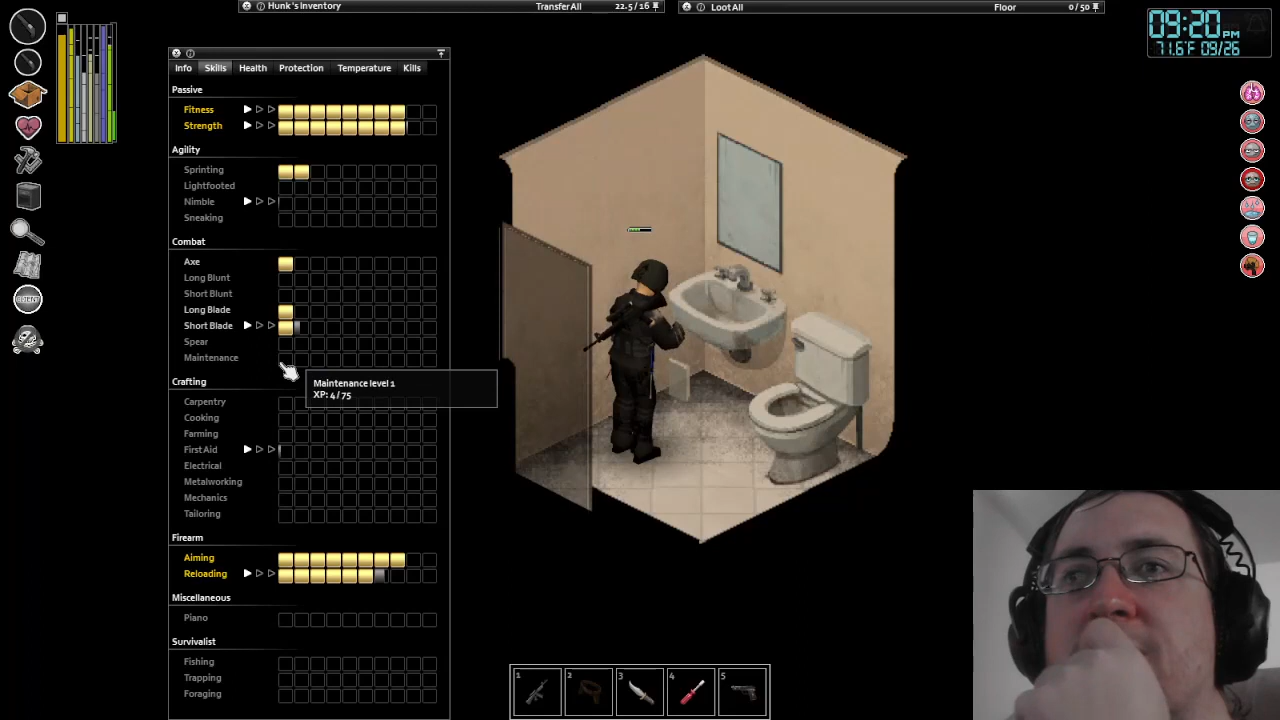 Hunk's Inventory Transfer All 22.5 / 16
Loot All Floor 0 / 50
09:20 PM
71.6°F 09/26
Info Skills Health Protection Temperature Kills
Passive
Fitness
Strength
Agility
Sprinting
Lightfooted
Nimble
Sneaking
Combat
Axe
Long Blunt
Short Blunt
Long Blade
Short Blade
Spear
Maintenance
Maintenance level 1
XP: 4 / 75
Crafting
Carpentry
Cooking
Farming
First Aid
Electrical
Metalworking
Mechanics
Tailoring
Firearm
Aiming
Reloading
Miscellaneous
Piano
Survivalist
Fishing
Trapping
Foraging
1 2 3 4 5